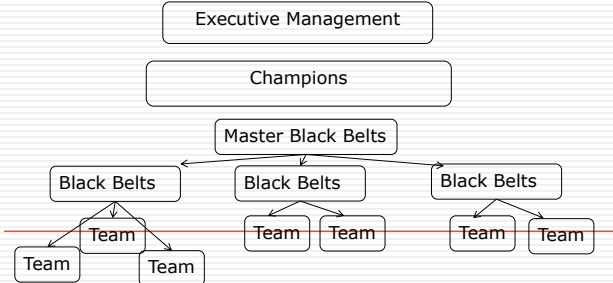 Executive Management
Champions
Master Black Belts
Black Belts
Black Belts
Black Belts
Team
Team
Team
Team
Team
Team
Team